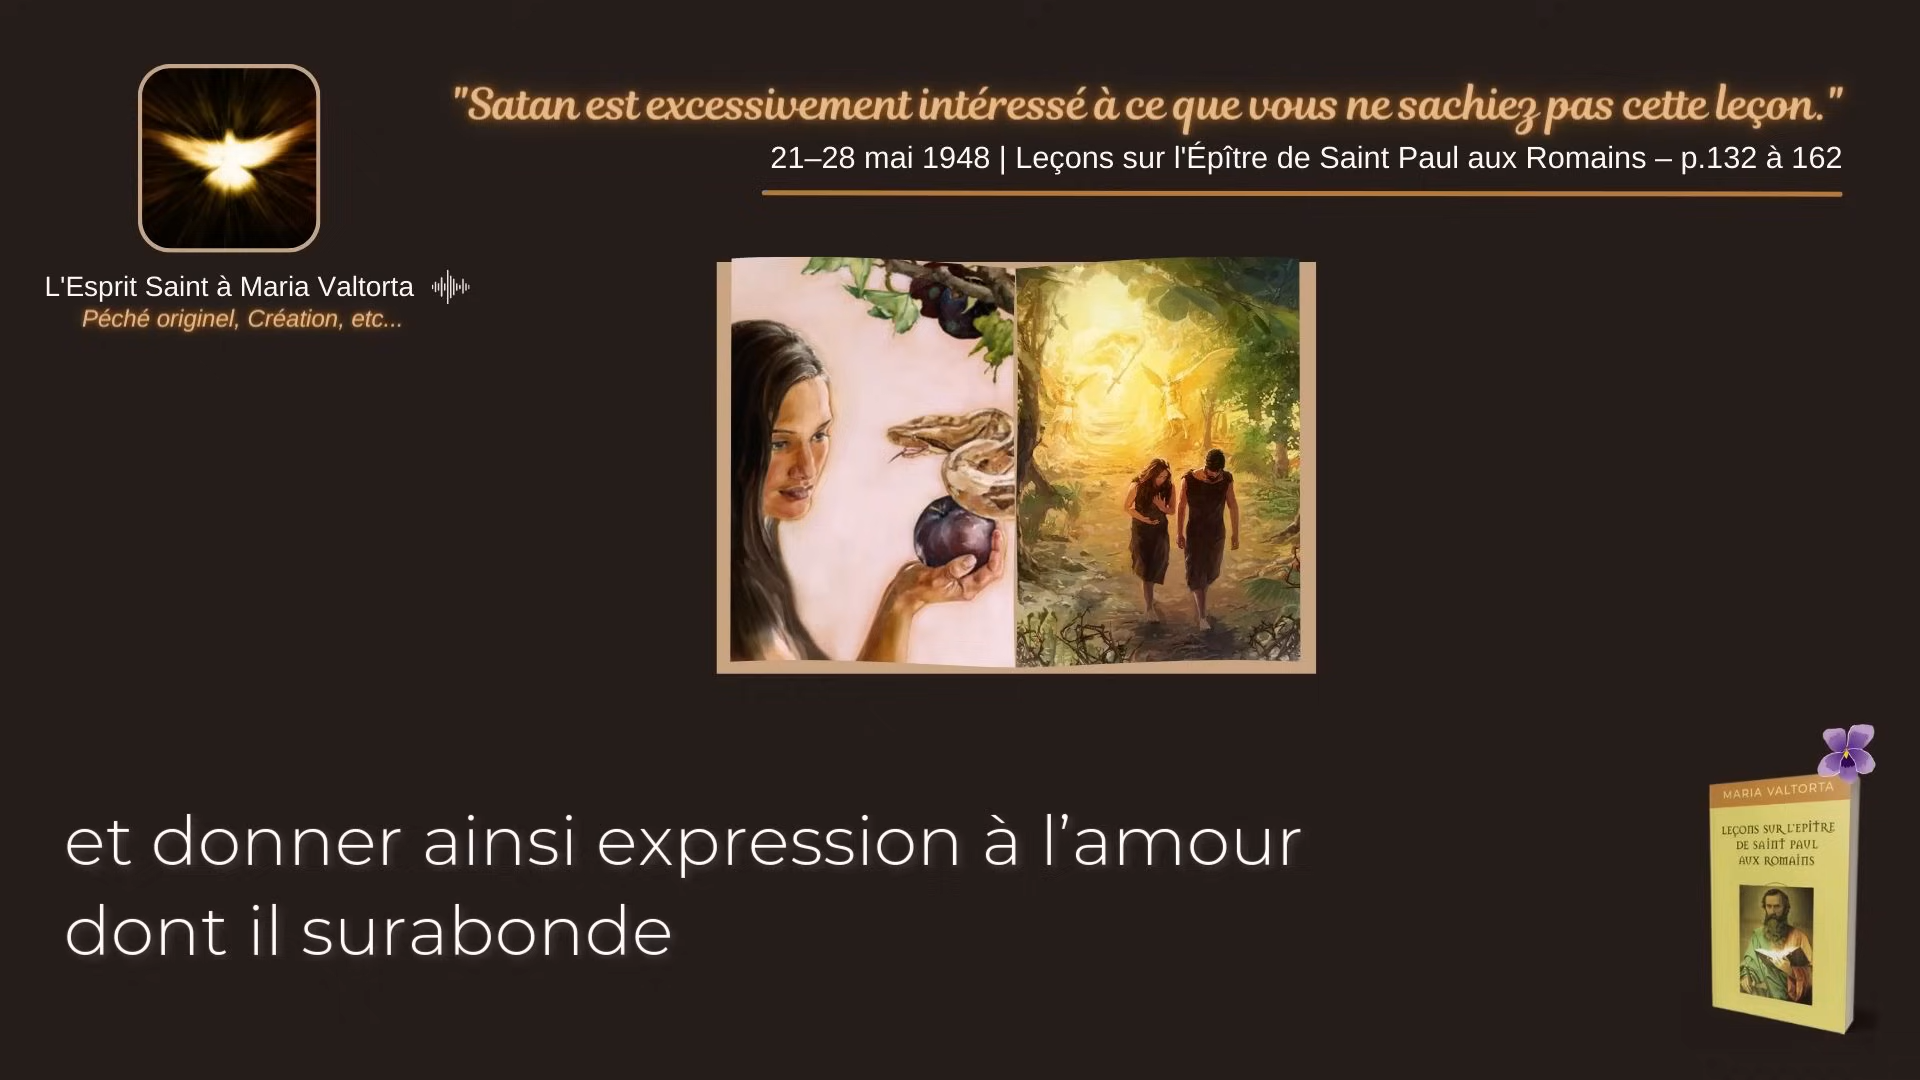 "Satan est excessivement intéressé à ce que vous ne sachiez pas cette leçon."
21–28 mai 1948 | Leçons sur l'Épître de Saint Paul aux Romains – p.132 à 162
L'Esprit Saint à Maria Valtorta
Péché originel, Création, etc...
et donner ainsi expression à l’amour
dont il surabonde
MARIA VALTORTA
LEÇONS SUR L'EPÎTRE
DE SAINT PAUL
AUX ROMAINS